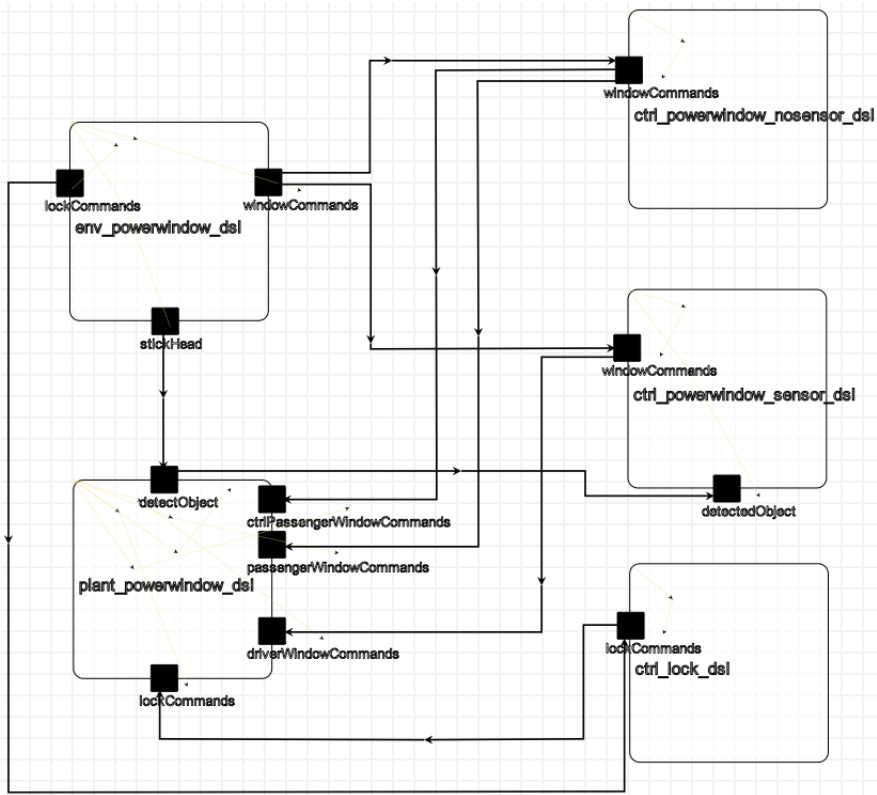 windowCommands
ctrl_powerwindow_nosensor_dsl
lockCommands
windowCommands
env_powerwindow_dsl
stickHead
windowCommands
ctrl_powerwindow_sensor_dsl
detectObject
detectedObject
ctrlPassengerWindowCommands
passengerWindowCommands
plant_powerwindow_dsl
driverWindowCommands
lockCommands
ctrl_lock_dsl
lockCommands